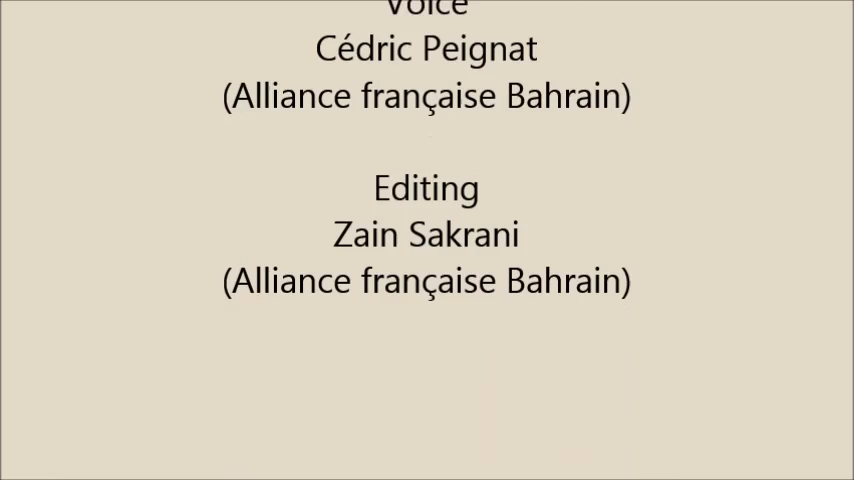 Voice
Cédric Peignat
(Alliance française Bahrain)
Editing
Zain Sakrani
(Alliance française Bahrain)